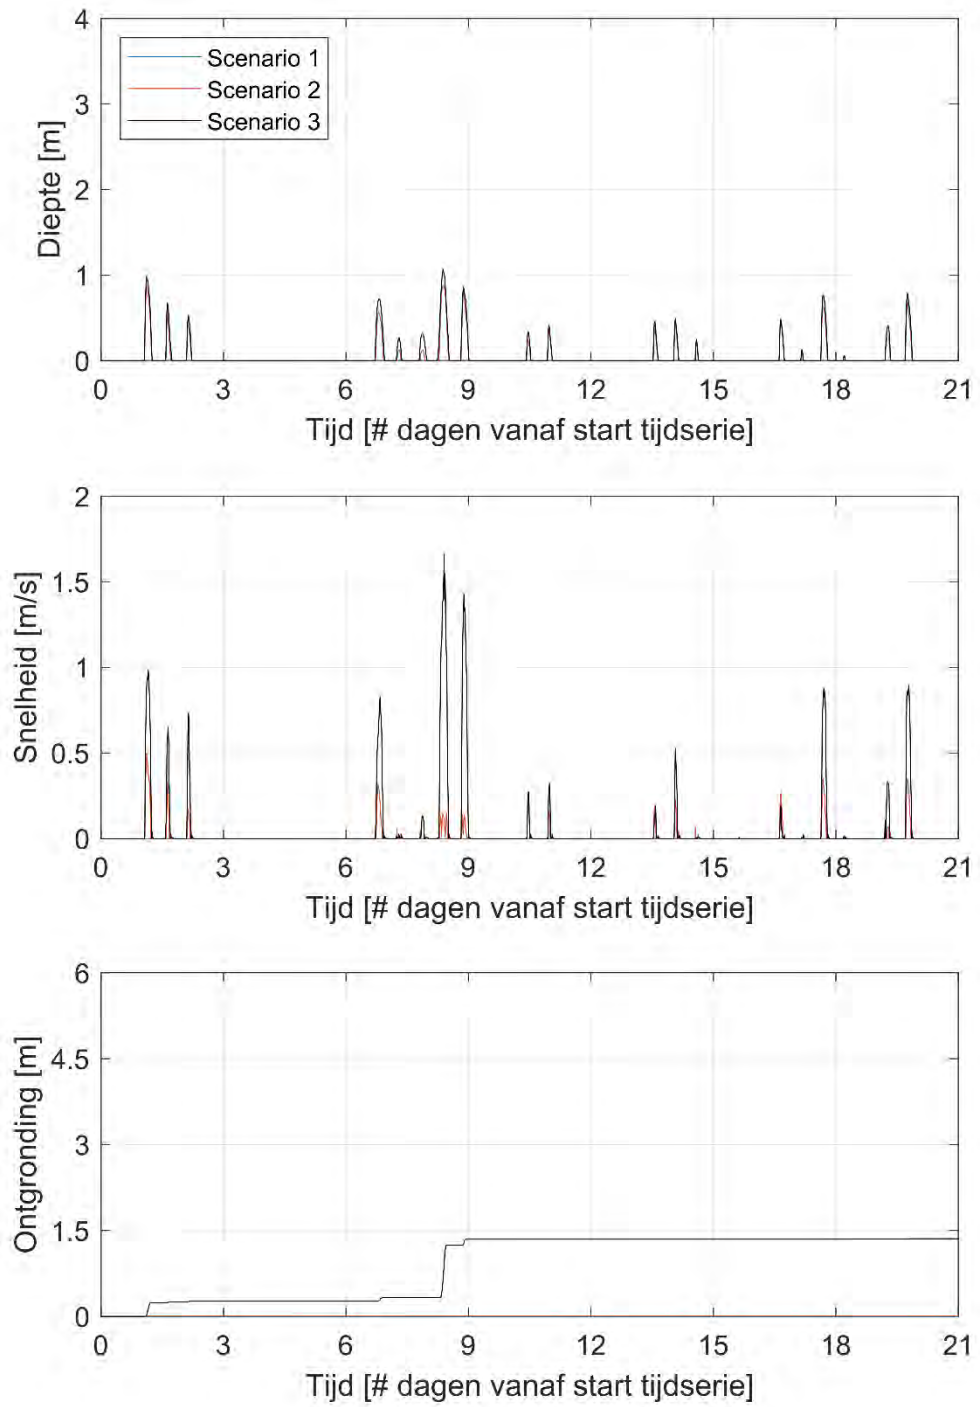 4
3
2
1
0
Diepte [m]
Scenario 1
Scenario 2
Scenario 3
0 3 6 9 12 15 18 21
Tijd [# dagen vanaf start tijdserie]
2
1.5
1
0.5
0
Snelheid [m/s]
0 3 6 9 12 15 18 21
Tijd [# dagen vanaf start tijdserie]
6
4.5
3
1.5
0
Ontgronding [m]
0 3 6 9 12 15 18 21
Tijd [# dagen vanaf start tijdserie]